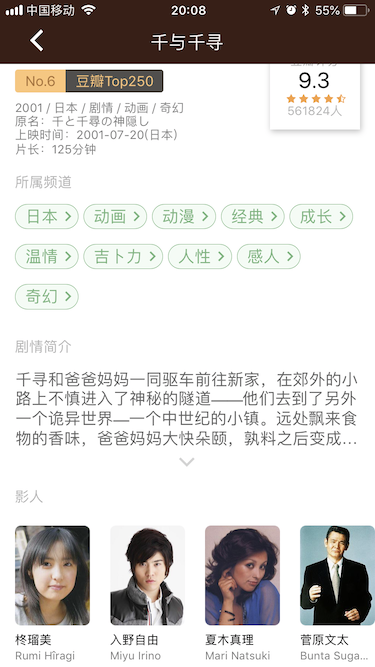 中国移动 20:08 55%
千与千寻
No.6 豆瓣Top250
9.3
561824人
2001 / 日本 / 剧情 / 动画 / 奇幻
原名：千と千尋の神隠し
上映时间：2001-07-20(日本)
片长：125分钟
所属频道
日本 动画 动漫 经典 成长
温情 吉卜力 人性 感人
奇幻
剧情简介
千寻和爸爸妈妈一同驱车前往新家，在郊外的小
路上不慎进入了神秘的隧道——他们去到了另外
一个诡异世界—一个中世纪的小镇。远处飘来食
物的香味，爸爸妈妈大快朵颐，孰料之后变成...
影人
柊瑠美 入野自由 夏木真理 菅原文太
Rumi Hîragi Miyu Irino Mari Natsuki Bunta Suga...